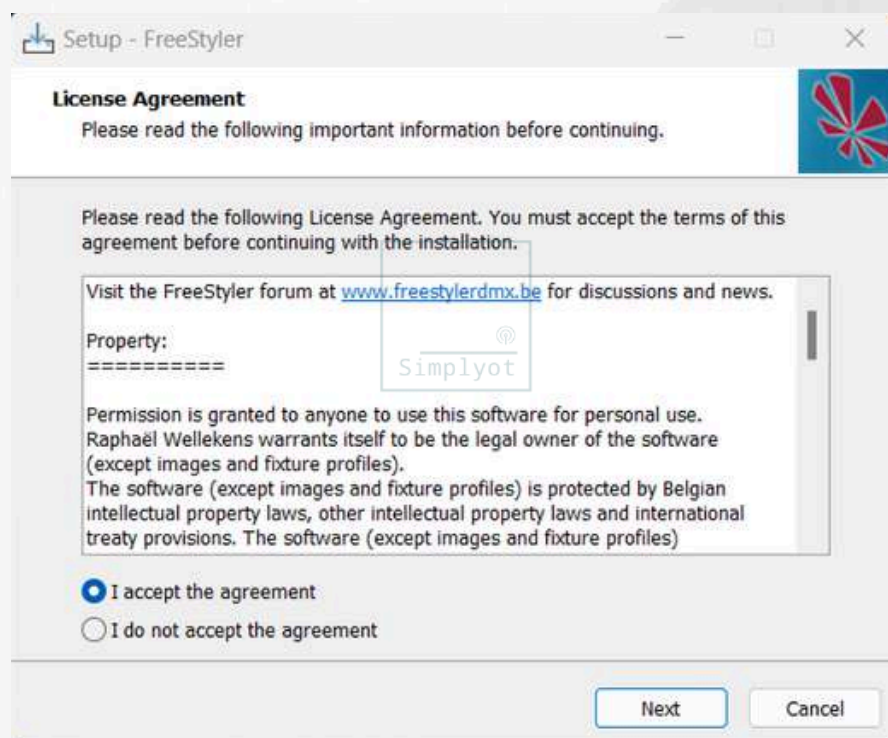 Setup - FreeStyler
License Agreement
Please read the following important information before continuing.
Please read the following License Agreement. You must accept the terms of this
agreement before continuing with the installation.
Visit the FreeStyler forum at www.freestylerdmx.be for discussions and news.
Property:
==========
Simplyot
Permission is granted to anyone to use this software for personal use.
Raphaël Wellekens warrants itself to be the legal owner of the software
(except images and fixture profiles).
The software (except images and fixture profiles) is protected by Belgian
intellectual property laws, other intellectual property laws and international
treaty provisions. The software (except images and fixture profiles)
I accept the agreement
I do not accept the agreement
Next
Cancel